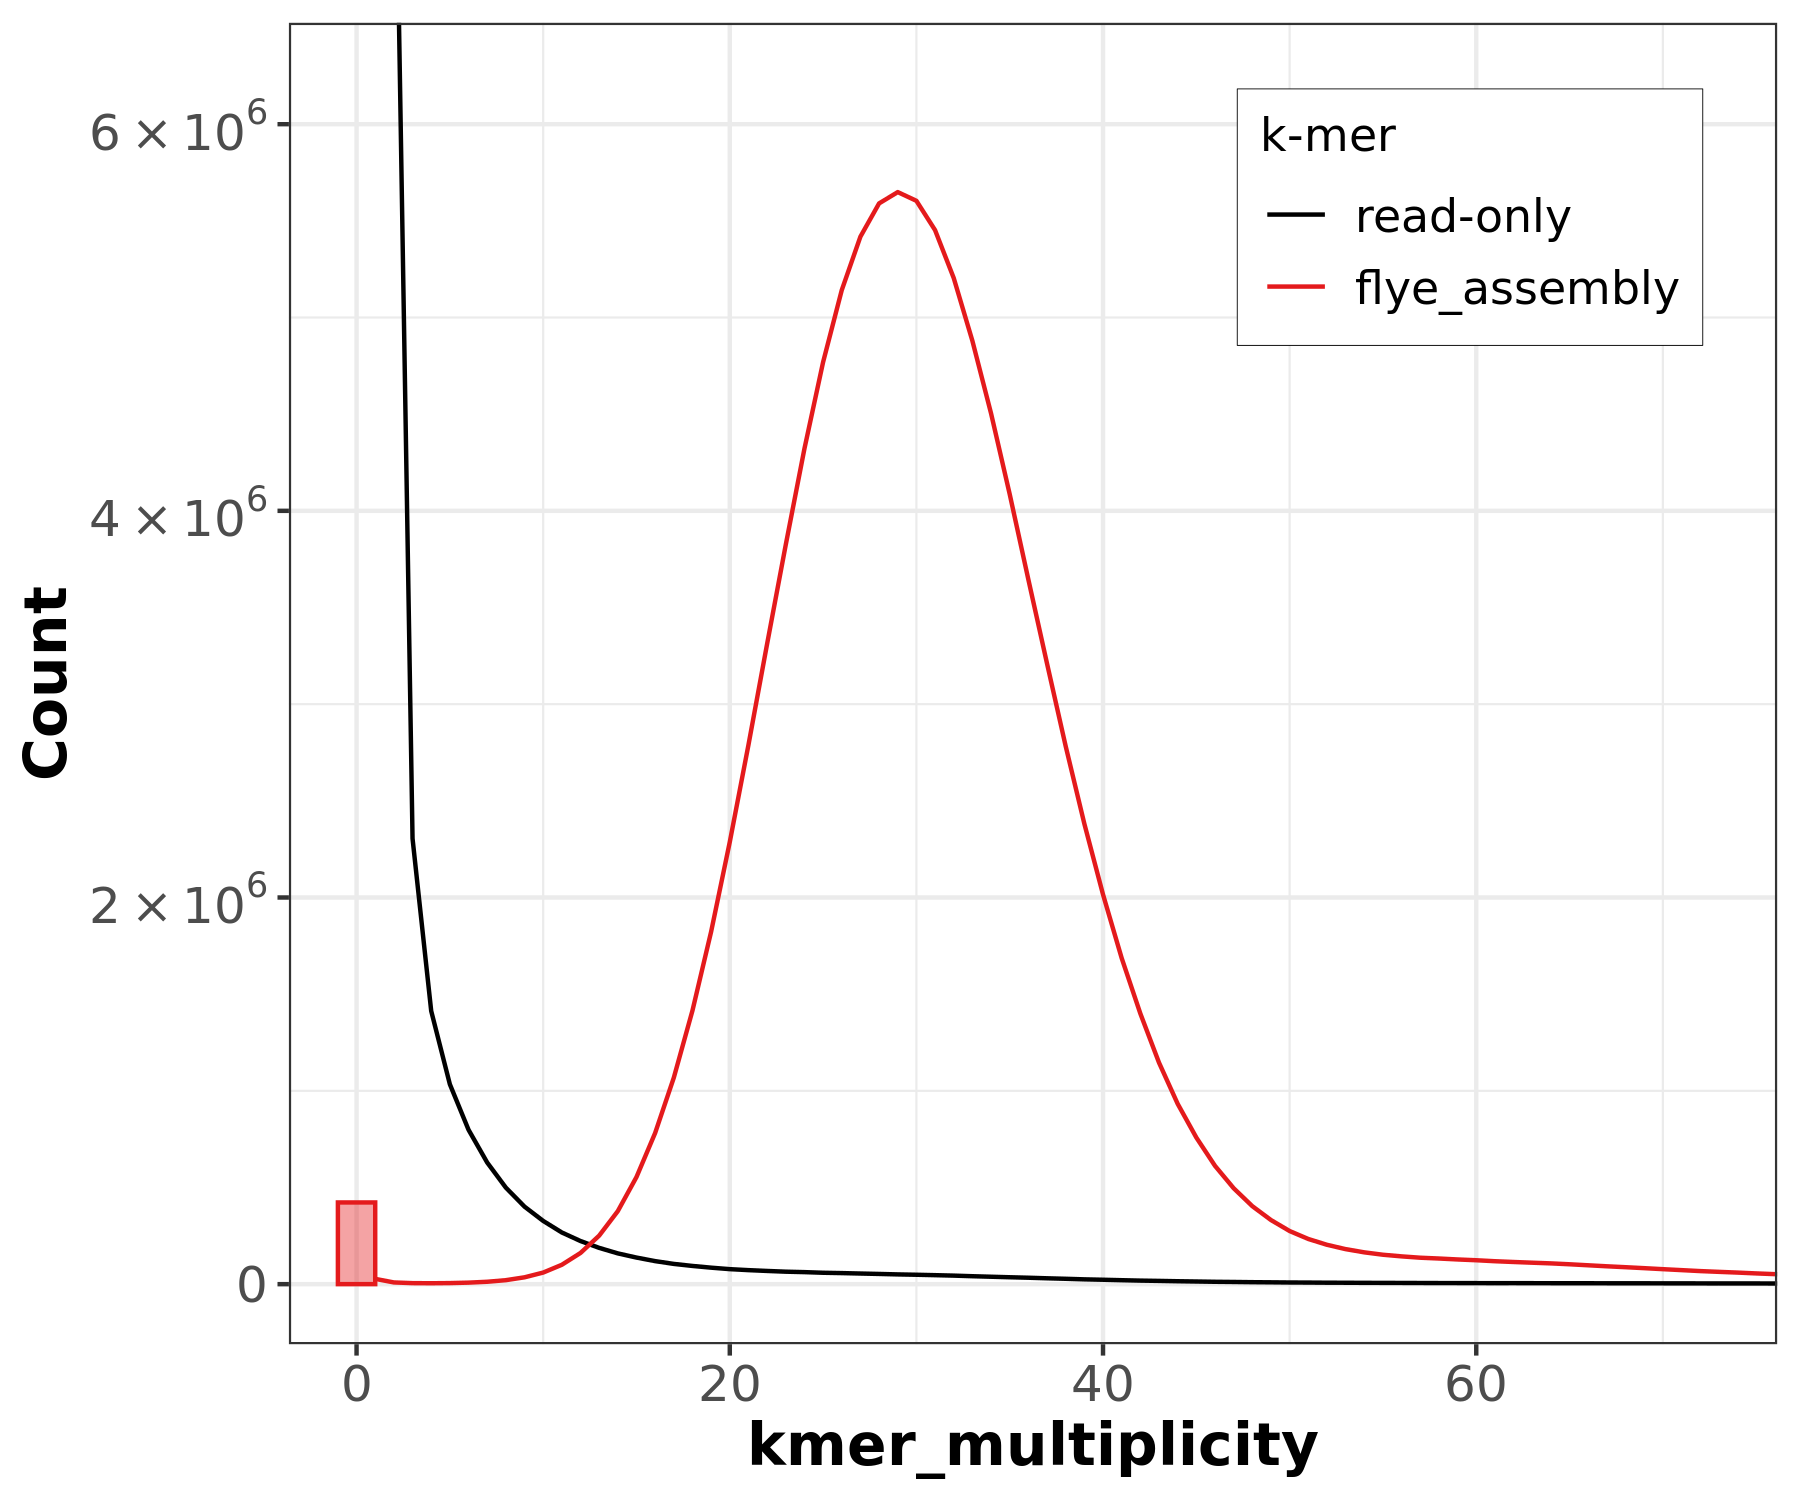 6 × 10⁶
4 × 10⁶
2 × 10⁶
0
Count
k-mer
read-only
flye_assembly
0 20 40 60
kmer_multiplicity